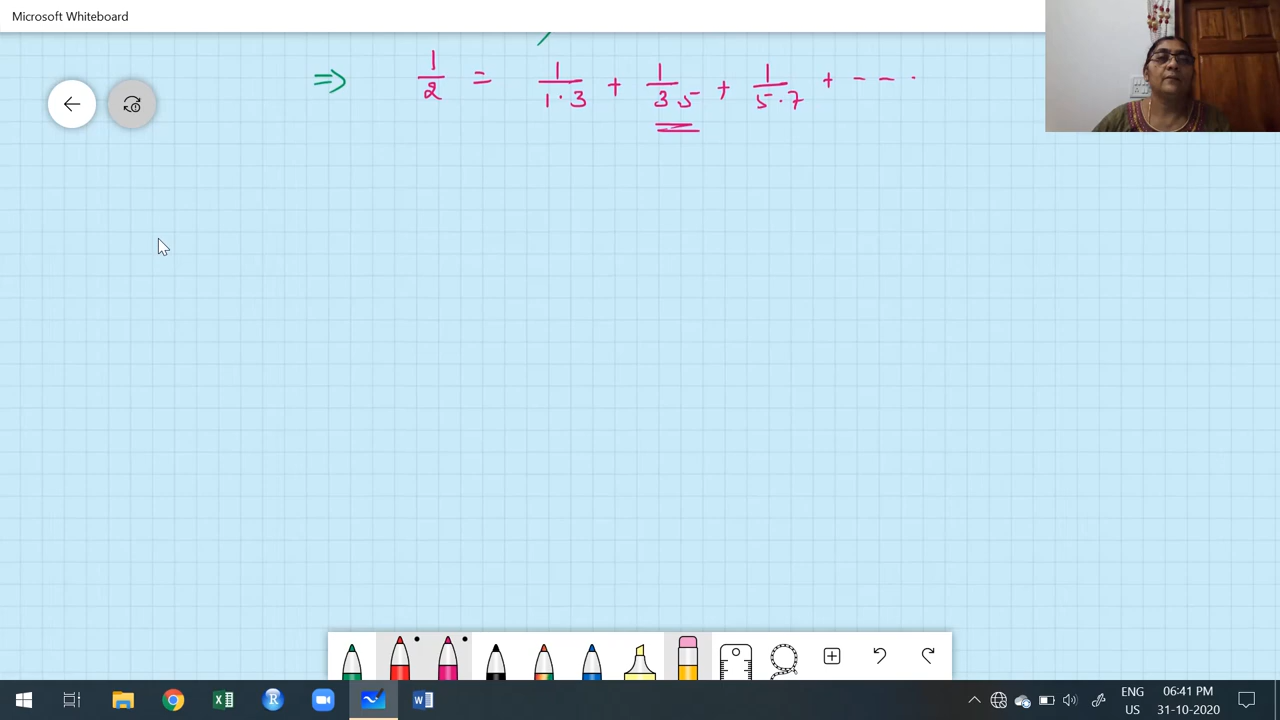 Microsoft Whiteboard
⇒ 1/2 = 1/1·3 + 1/3·5 + 1/5·7 + - - ·
ENG 06:41 PM
US 31-10-2020